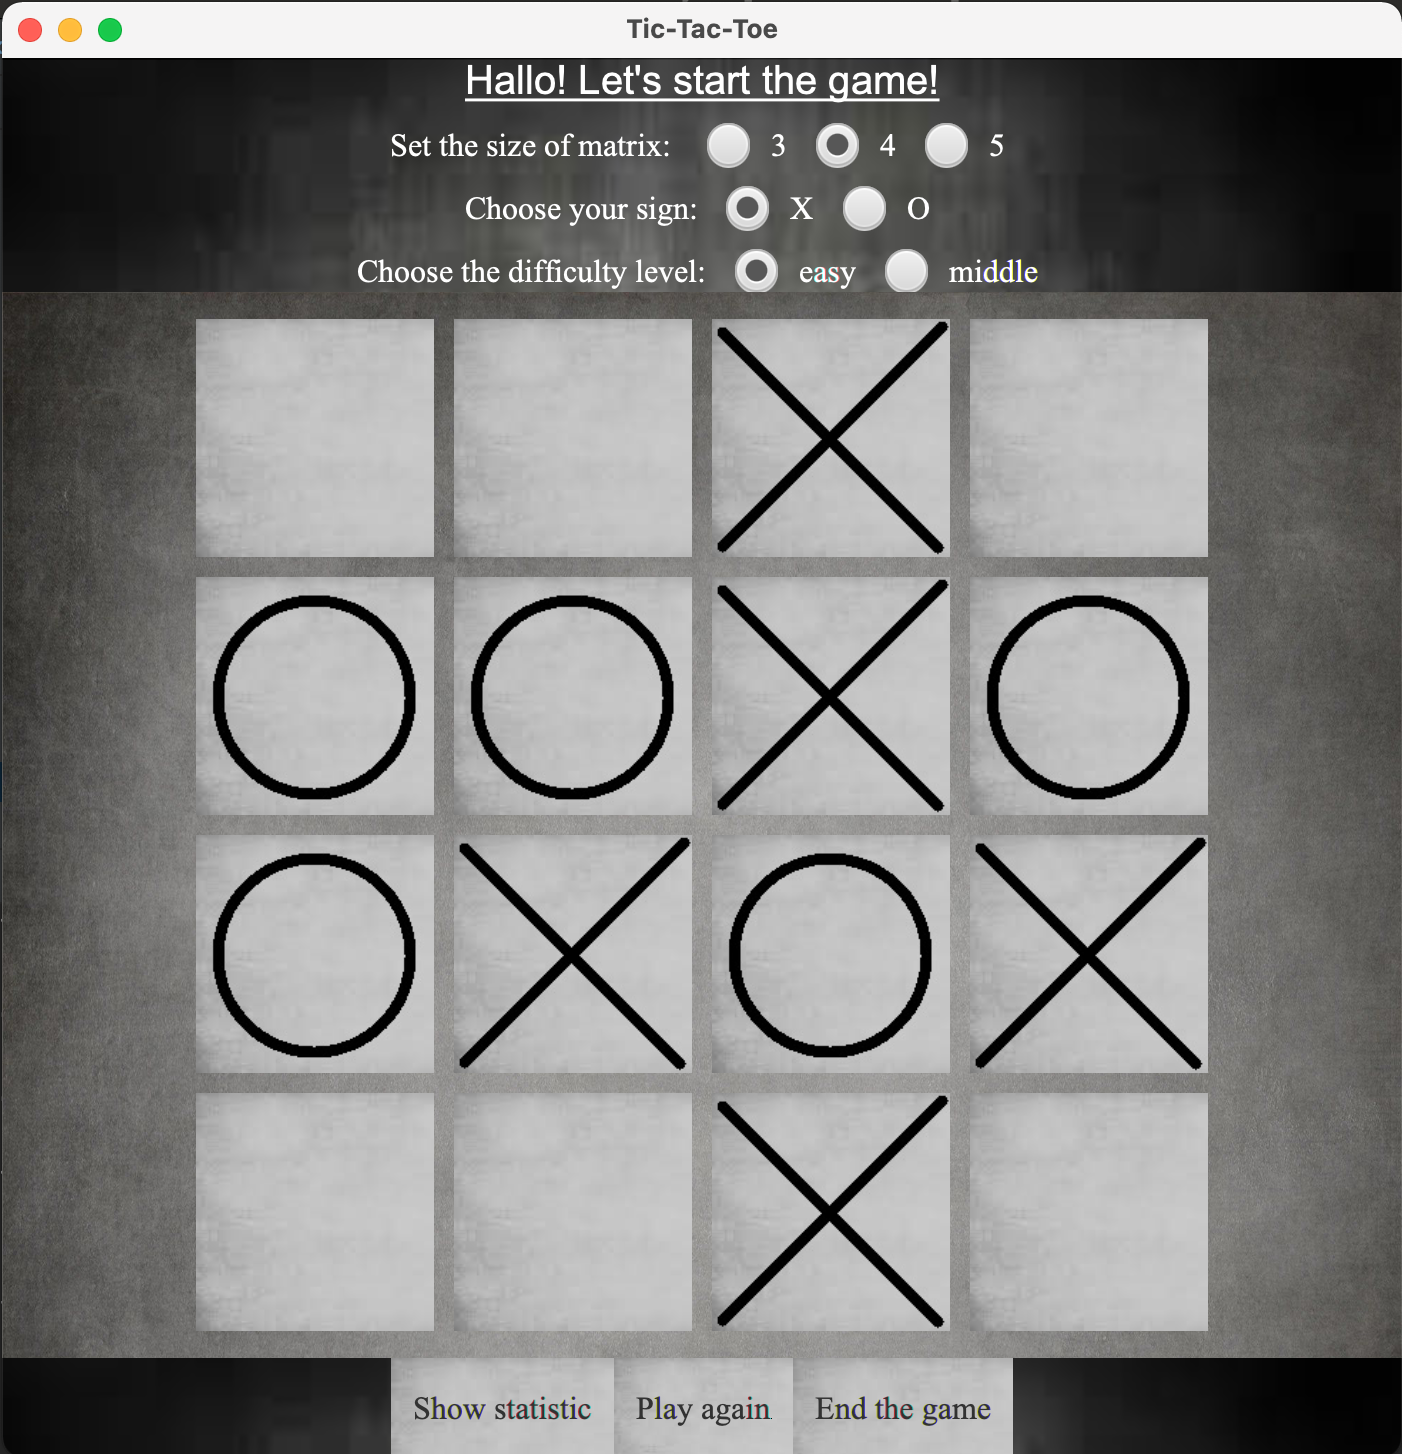 Tic-Tac-Toe
Hallo! Let's start the game!
Set the size of matrix: 3 4 5
Choose your sign: X O
Choose the difficulty level: easy middle
Show statistic Play again End the game